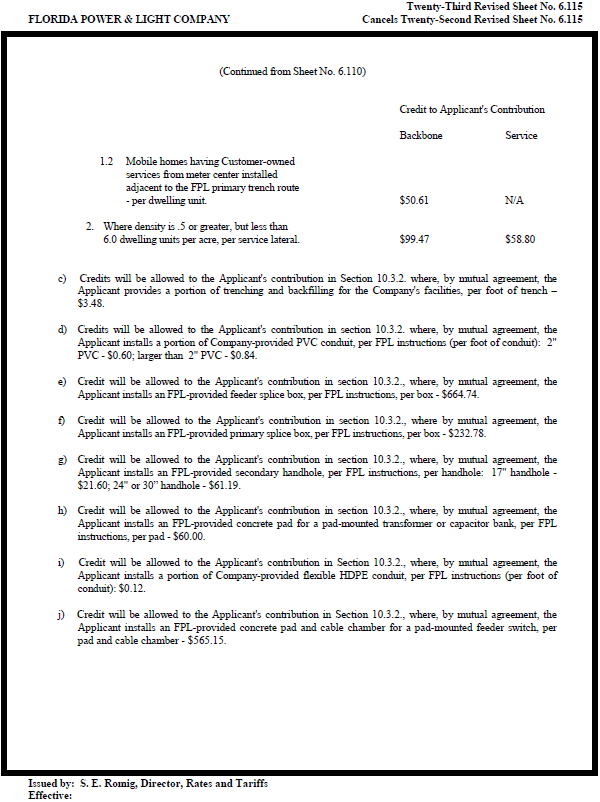 Twenty-Third Revised Sheet No. 6.115
FLORIDA POWER & LIGHT COMPANY Cancels Twenty-Second Revised Sheet No. 6.115
(Continued from Sheet No. 6.110)
Credit to Applicant's Contribution
Backbone Service
1.2 Mobile homes having Customer-owned
services from meter center installed
adjacent to the FPL primary trench route
- per dwelling unit. $50.61 N/A
2. Where density is .5 or greater, but less than
6.0 dwelling units per acre, per service lateral. $99.47 $58.80
c) Credits will be allowed to the Applicant's contribution in Section 10.3.2. where, by mutual agreement, the
Applicant provides a portion of trenching and backfilling for the Company's facilities, per foot of trench –
$3.48.
d) Credits will be allowed to the Applicant's contribution in section 10.3.2. where, by mutual agreement, the
Applicant installs a portion of Company-provided PVC conduit, per FPL instructions (per foot of conduit): 2"
PVC - $0.60; larger than 2" PVC - $0.84.
e) Credit will be allowed to the Applicant's contribution in section 10.3.2., where, by mutual agreement, the
Applicant installs an FPL-provided feeder splice box, per FPL instructions, per box - $664.74.
f) Credit will be allowed to the Applicant's contribution in section 10.3.2., where by mutual agreement, the
Applicant installs an FPL-provided primary splice box, per FPL instructions, per box - $232.78.
g) Credit will be allowed to the Applicant's contribution in section 10.3.2., where, by mutual agreement, the
Applicant installs an FPL-provided secondary handhole, per FPL instructions, per handhole: 17" handhole -
$21.60; 24" or 30” handhole - $61.19.
h) Credit will be allowed to the Applicant's contribution in section 10.3.2., where, by mutual agreement, the
Applicant installs an FPL-provided concrete pad for a pad-mounted transformer or capacitor bank, per FPL
instructions, per pad - $60.00.
i) Credit will be allowed to the Applicant's contribution in Section 10.3.2., where, by mutual agreement, the
Applicant installs a portion of Company-provided flexible HDPE conduit, per FPL instructions (per foot of
conduit): $0.12.
j) Credit will be allowed to the Applicant's contribution in Section 10.3.2., where, by mutual agreement, the
Applicant installs an FPL-provided concrete pad and cable chamber for a pad-mounted feeder switch, per
pad and cable chamber - $565.15.
Issued by: S. E. Romig, Director, Rates and Tariffs
Effective: